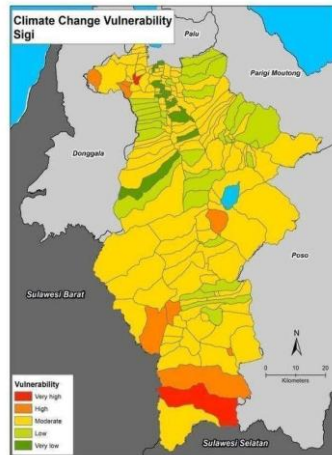 Climate Change Vulnerability
Sigi
Palu
Parigi Moutong
Donggala
Poso
Sulawesi Barat
N
0 10 20
Kilometers
Vulnerability
Very high
High
Moderate
Low
Very low
Sulawesi Selatan